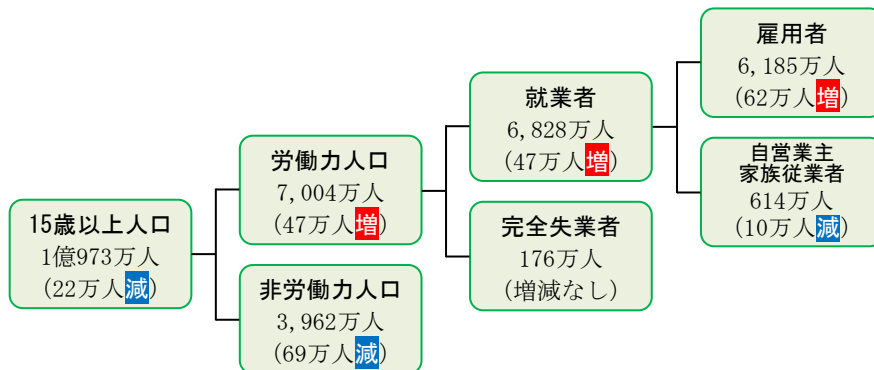 15歳以上人口
1億973万人
(22万人減)
労働力人口
7,004万人
(47万人増)
非労働力人口
3,962万人
(69万人減)
就業者
6,828万人
(47万人増)
完全失業者
176万人
(増減なし)
雇用者
6,185万人
(62万人増)
自営業主
家族従業者
614万人
(10万人減)